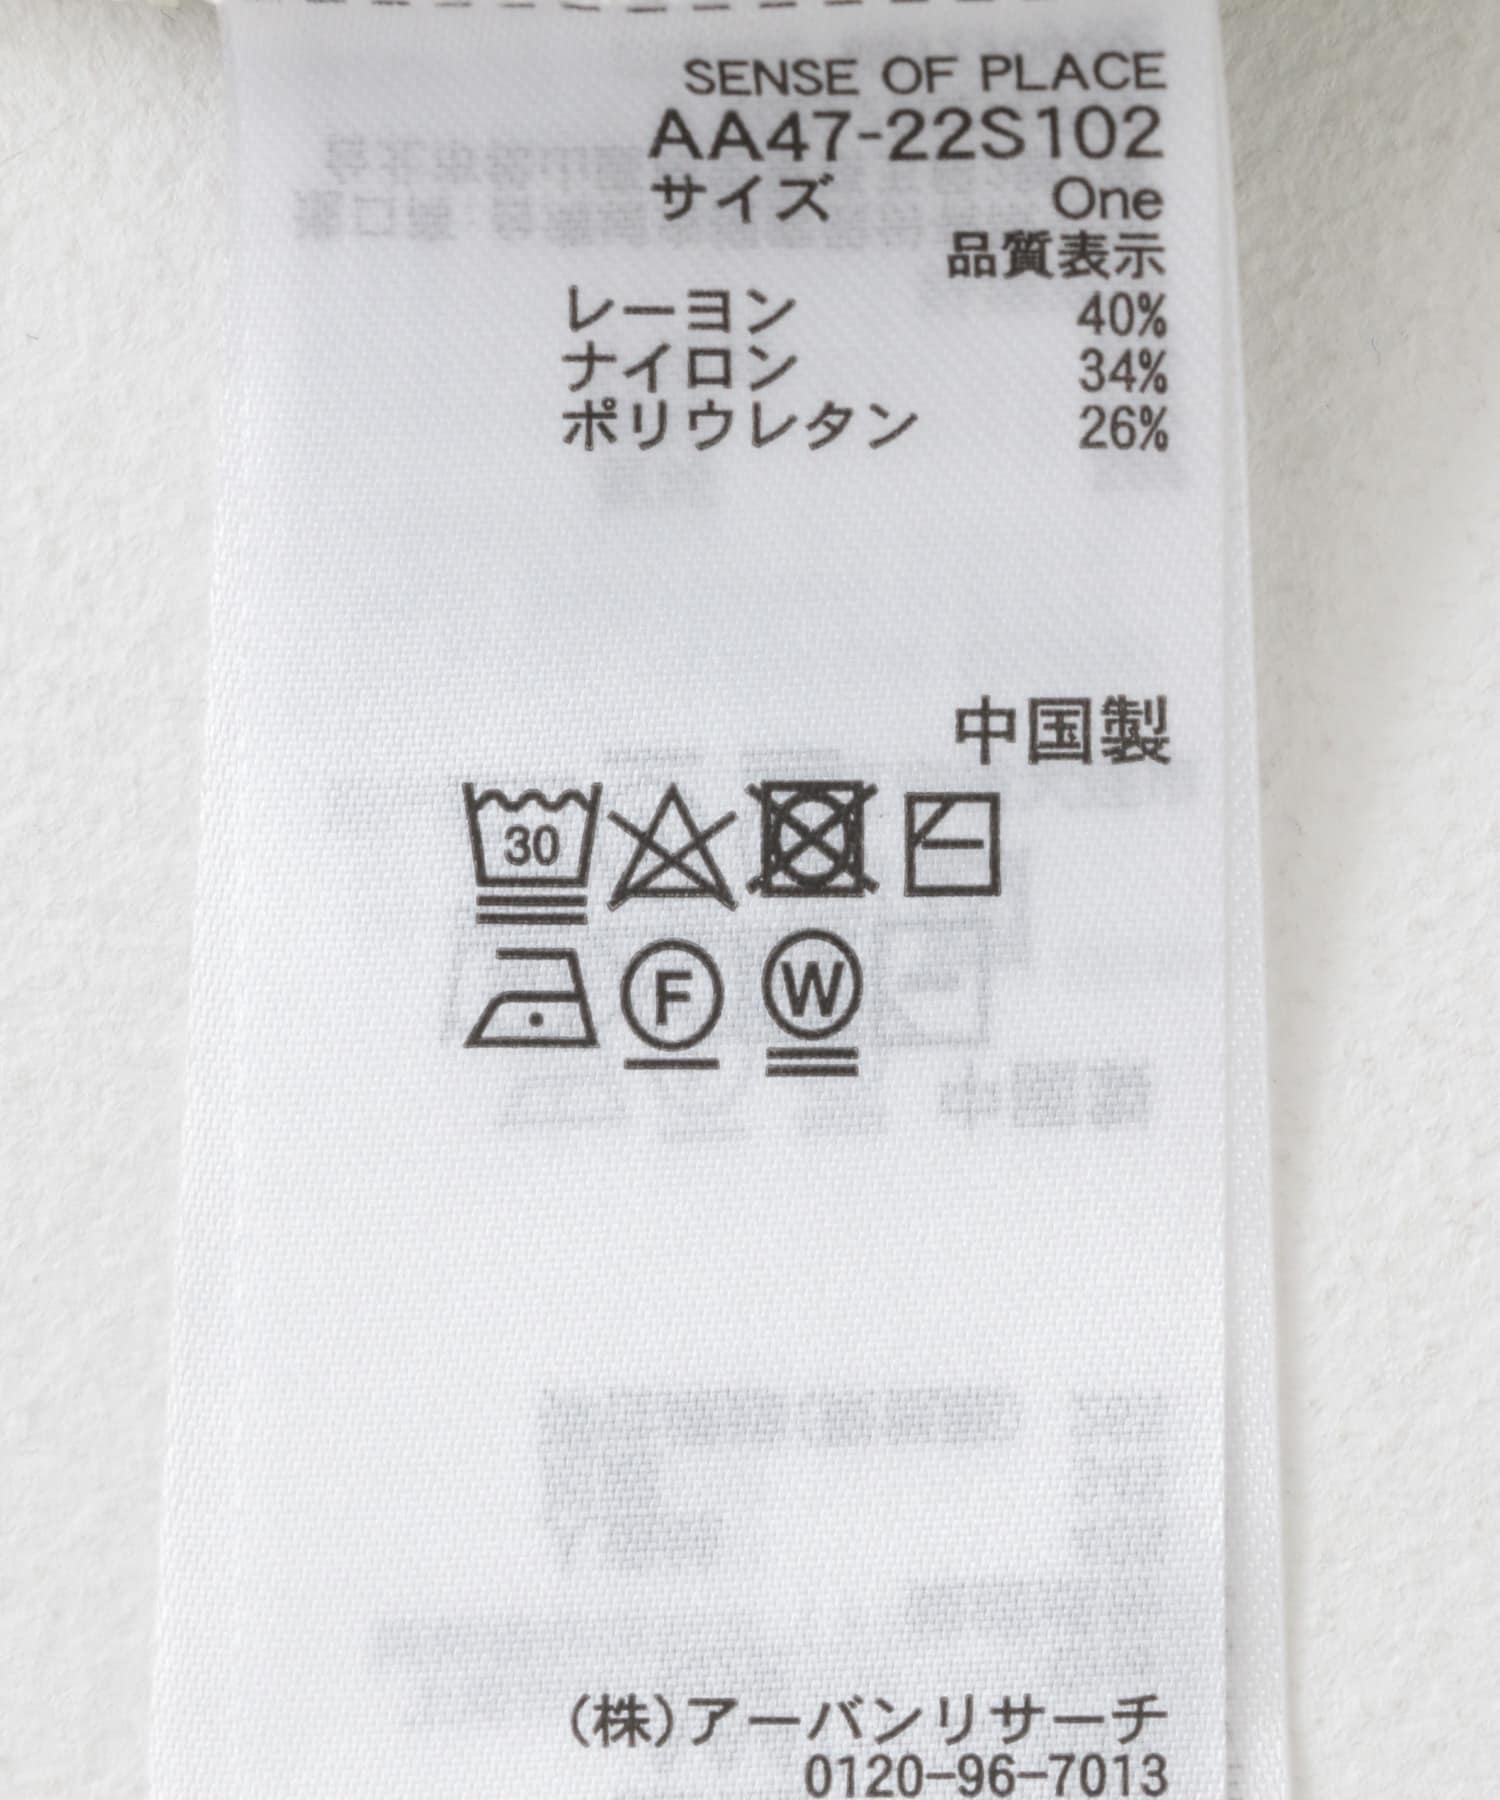 SENSE OF PLACE
AA47-22S102
サイズ One
品質表示
レーヨン 40%
ナイロン 34%
ポリウレタン 26%
中国製
30
F W
(株)アーバンリサーチ
0120-96-7013